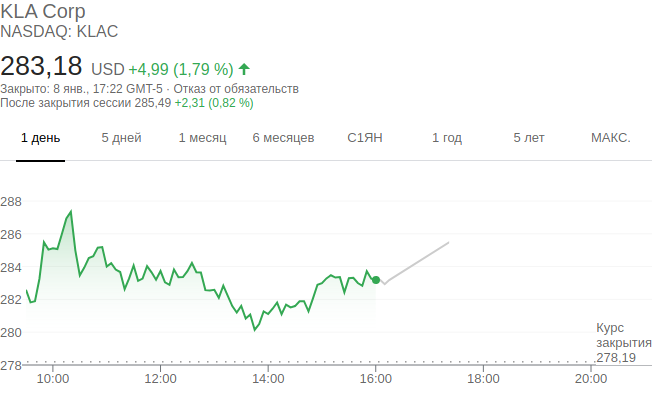 KLA Corp
NASDAQ: KLAC
283,18 USD +4,99 (1,79 %)
Закрыто: 8 янв., 17:22 GMT-5 · Отказ от обязательств
После закрытия сессии 285,49 +2,31 (0,82 %)
1 день 5 дней 1 месяц 6 месяцев С1ЯН 1 год 5 лет МАКС.
288
286
284
282
280
278
Курс
закрытия
278,19
10:00 12:00 14:00 16:00 18:00 20:00